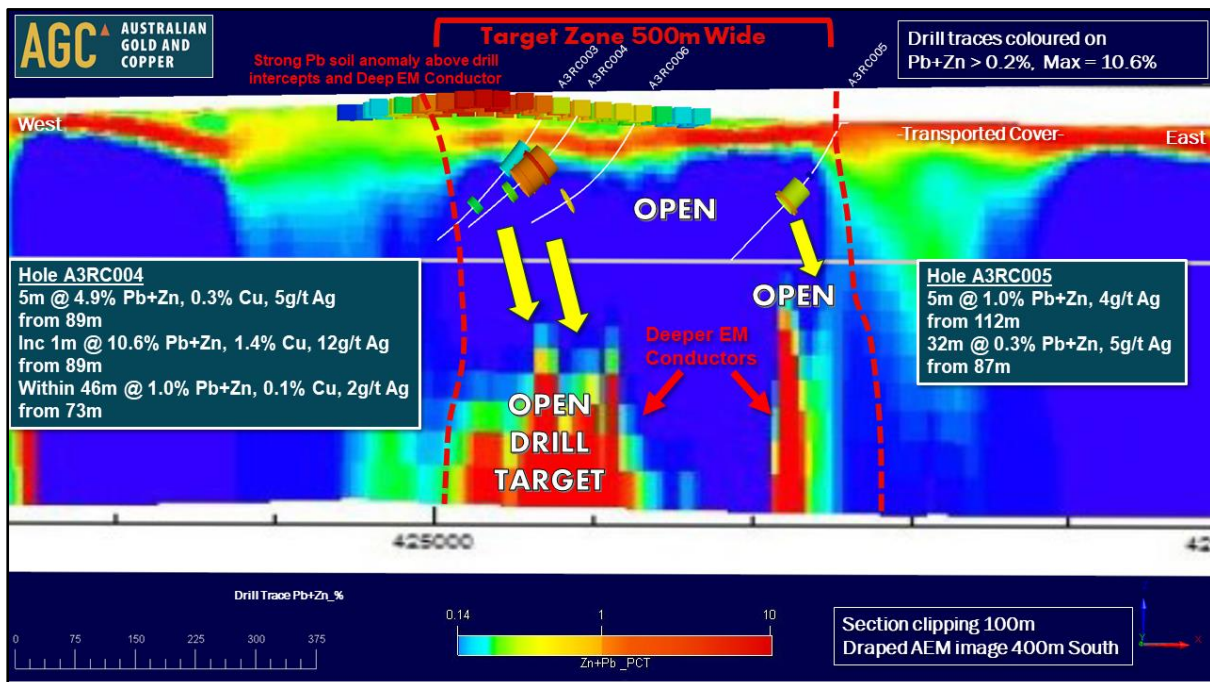 AGC
AUSTRALIAN
GOLD AND
COPPER
Target Zone 500m Wide
Strong Pb soil anomaly above drill
intercepts and Deep EM Conductor
A3RC003
A3RC004
A3RC006
A3RC005
Drill traces coloured on
Pb+Zn > 0.2%, Max = 10.6%
West
-Transported Cover-
East
OPEN
Hole A3RC004
5m @ 4.9% Pb+Zn, 0.3% Cu, 5g/t Ag
from 89m
Inc 1m @ 10.6% Pb+Zn, 1.4% Cu, 12g/t Ag
from 89m
Within 46m @ 1.0% Pb+Zn, 0.1% Cu, 2g/t Ag
from 73m
OPEN
Hole A3RC005
5m @ 1.0% Pb+Zn, 4g/t Ag
from 112m
32m @ 0.3% Pb+Zn, 5g/t Ag
from 87m
Deeper EM
Conductors
OPEN
DRILL
TARGET
425000
42
Drill Trace Pb+Zn_%
0 75 150 225 300 375
0.14 1 10
Zn+Pb _PCT
Section clipping 100m
Draped AEM image 400m South
Y X